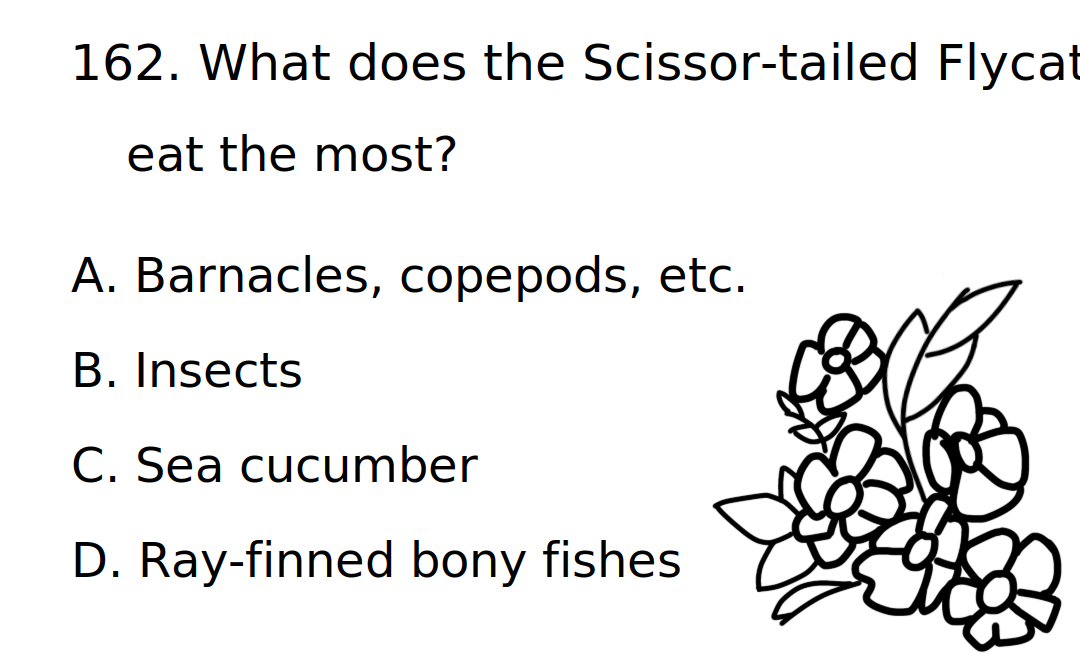 162. What does the Scissor-tailed Flycat
eat the most?
A. Barnacles, copepods, etc.
B. Insects
C. Sea cucumber
D. Ray-finned bony fishes